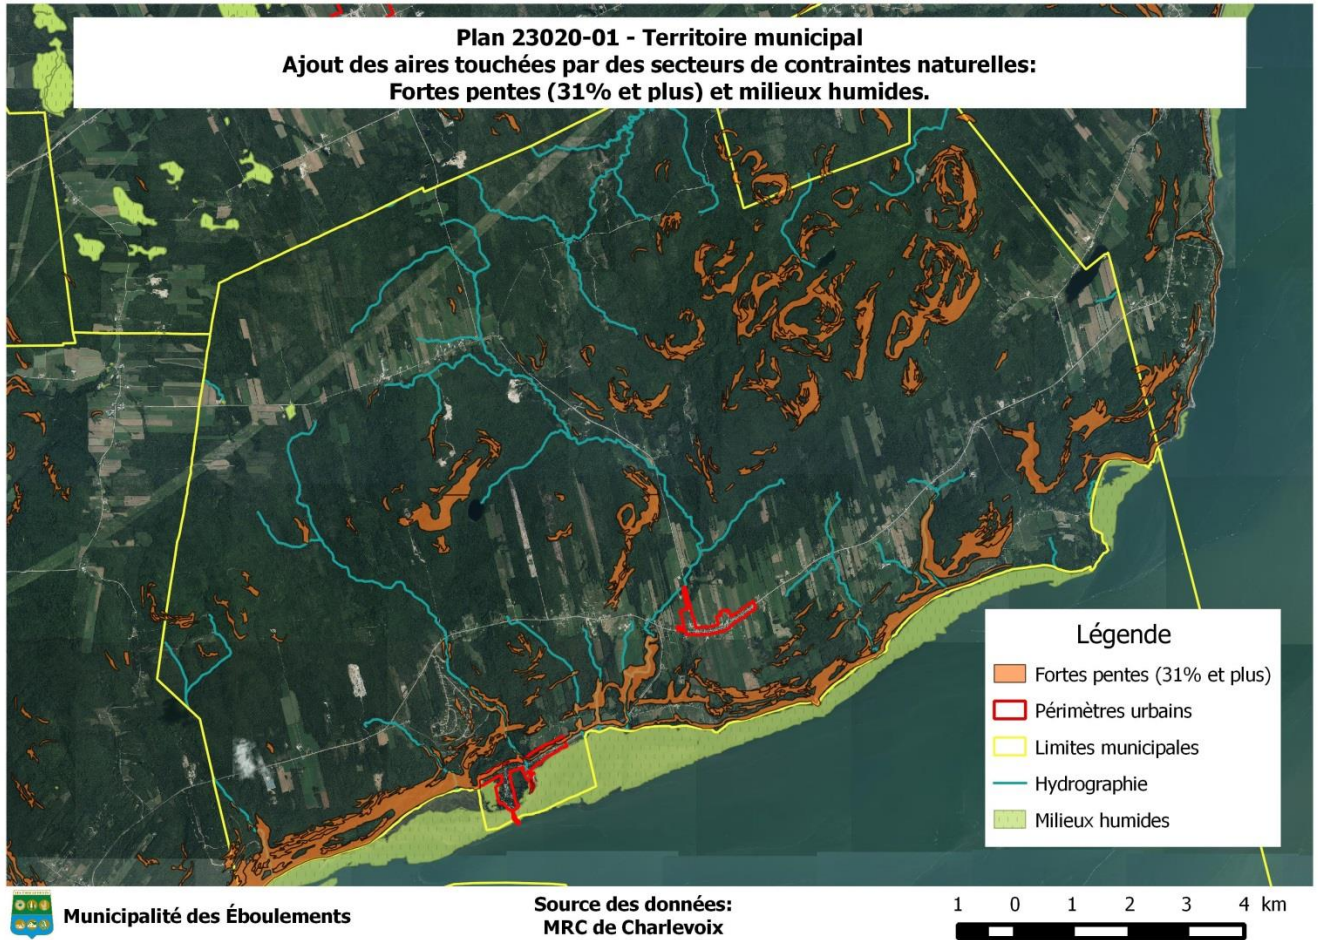 Plan 23020-01 - Territoire municipal
Ajout des aires touchées par des secteurs de contraintes naturelles:
Fortes pentes (31% et plus) et milieux humides.
Légende
Fortes pentes (31% et plus)
Périmètres urbains
Limites municipales
Hydrographie
Milieux humides
Municipalité des Éboulements
Source des données:
MRC de Charlevoix
1 0 1 2 3 4 km